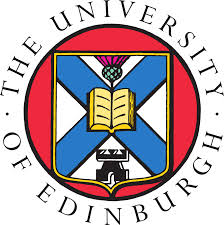 · THE UNIVERSITY ·
OF EDINBURGH